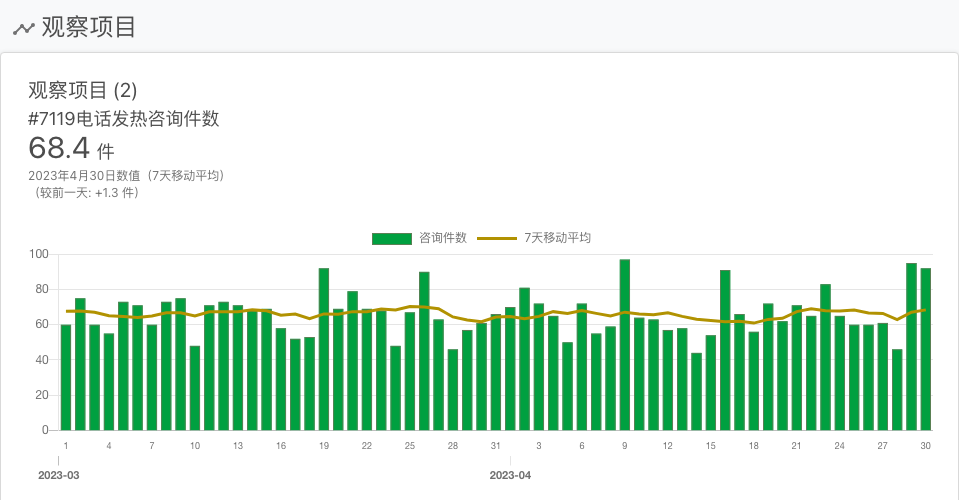 观察项目
观察项目 (2)
#7119电话发热咨询件数
68.4 件
2023年4月30日数值（7天移动平均）
（较前一天: +1.3 件）
咨询件数 7天移动平均
100
80
60
40
20
0
1 4 7 10 13 16 19 22 25 28 31 3 6 9 12 15 18 21 24 27 30
2023-03 2023-04